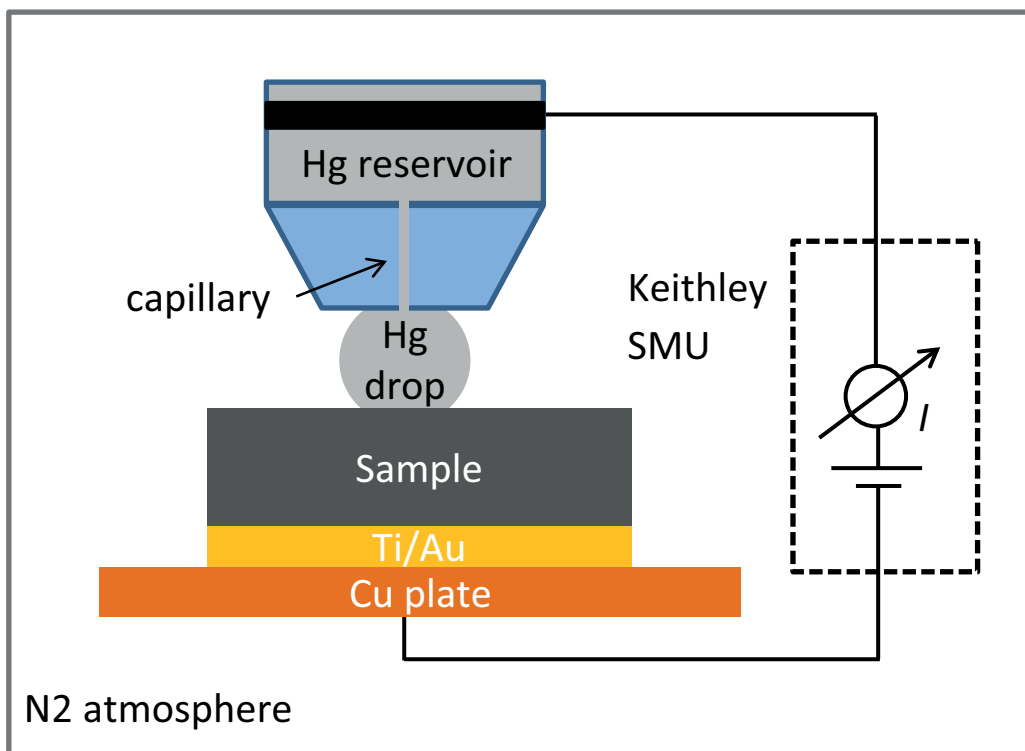 Hg reservoir
capillary
Hg
drop
Keithley
SMU
I
Sample
Ti/Au
Cu plate
N2 atmosphere